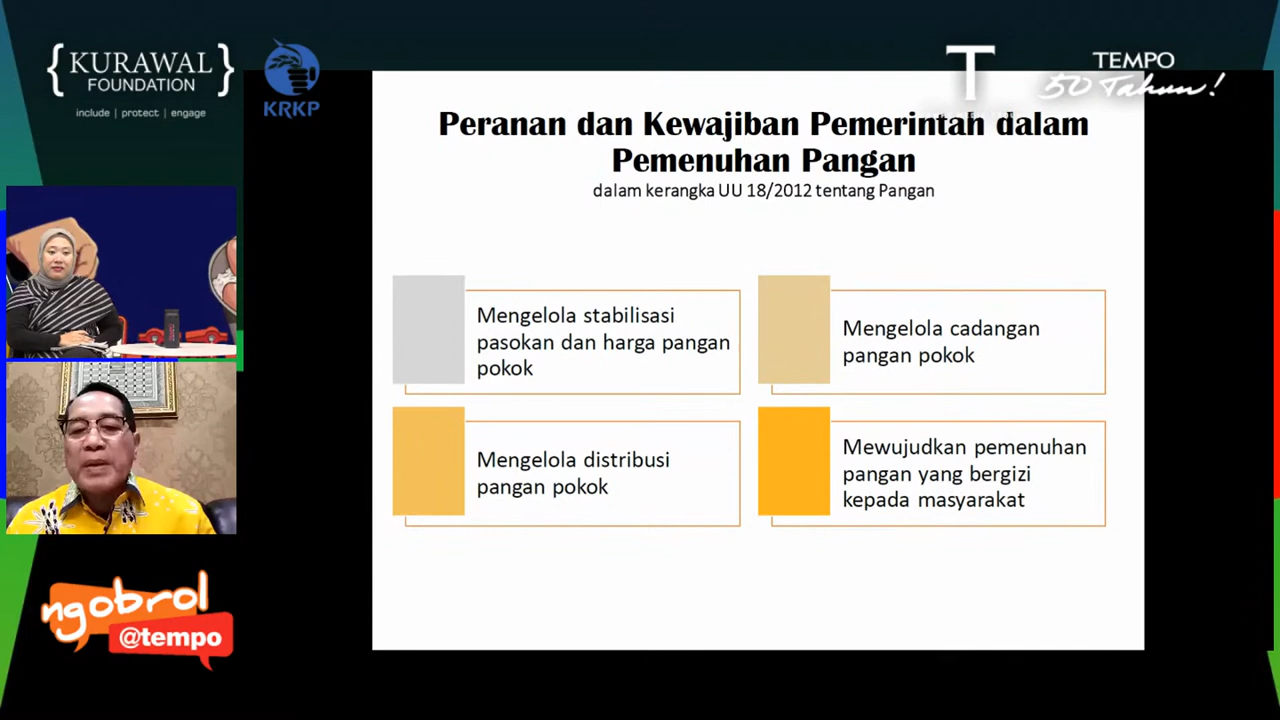 { KURAWAL }
FOUNDATION
include | protect | engage
KRKP
T
TEMPO
50 Tahun!
Peranan dan Kewajiban Pemerintah dalam
Pemenuhan Pangan
dalam kerangka UU 18/2012 tentang Pangan
Mengelola stabilisasi
pasokan dan harga pangan
pokok
Mengelola cadangan
pangan pokok
Mengelola distribusi
pangan pokok
Mewujudkan pemenuhan
pangan yang bergizi
kepada masyarakat
ngobrol
@tempo